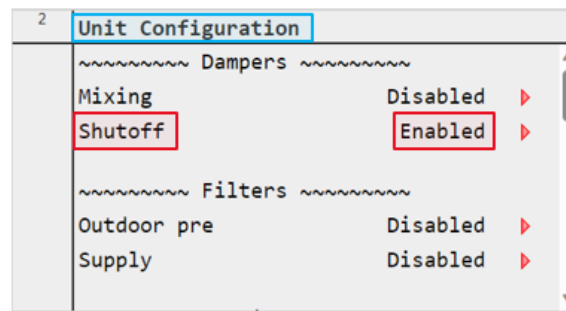 2
Unit Configuration
~~~~~~~~~ Dampers ~~~~~~~~~
Mixing Disabled
Shutoff Enabled
~~~~~~~~~ Filters ~~~~~~~~~
Outdoor pre Disabled
Supply Disabled